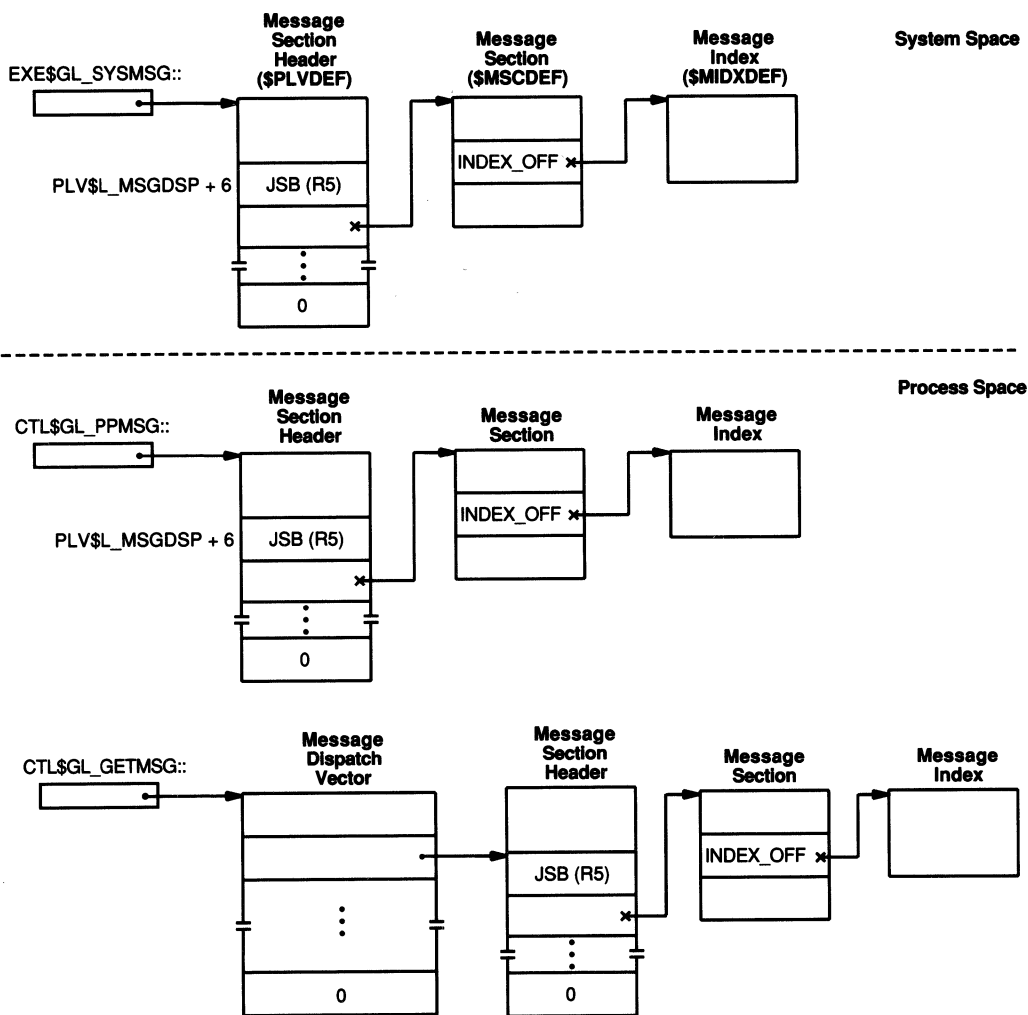 Message
Section
Header
($PLVDEF)
Message
Section
($MSCDEF)
Message
Index
($MIDXDEF)
System Space
EXE$GL_SYSMSG::
INDEX_OFF
PLV$L_MSGDSP + 6
JSB (R5)
0
Process Space
Message
Section
Header
Message
Section
Message
Index
CTL$GL_PPMSG::
INDEX_OFF
PLV$L_MSGDSP + 6
JSB (R5)
0
Message
Dispatch
Vector
Message
Section
Header
Message
Section
Message
Index
CTL$GL_GETMSG::
INDEX_OFF
JSB (R5)
0
0